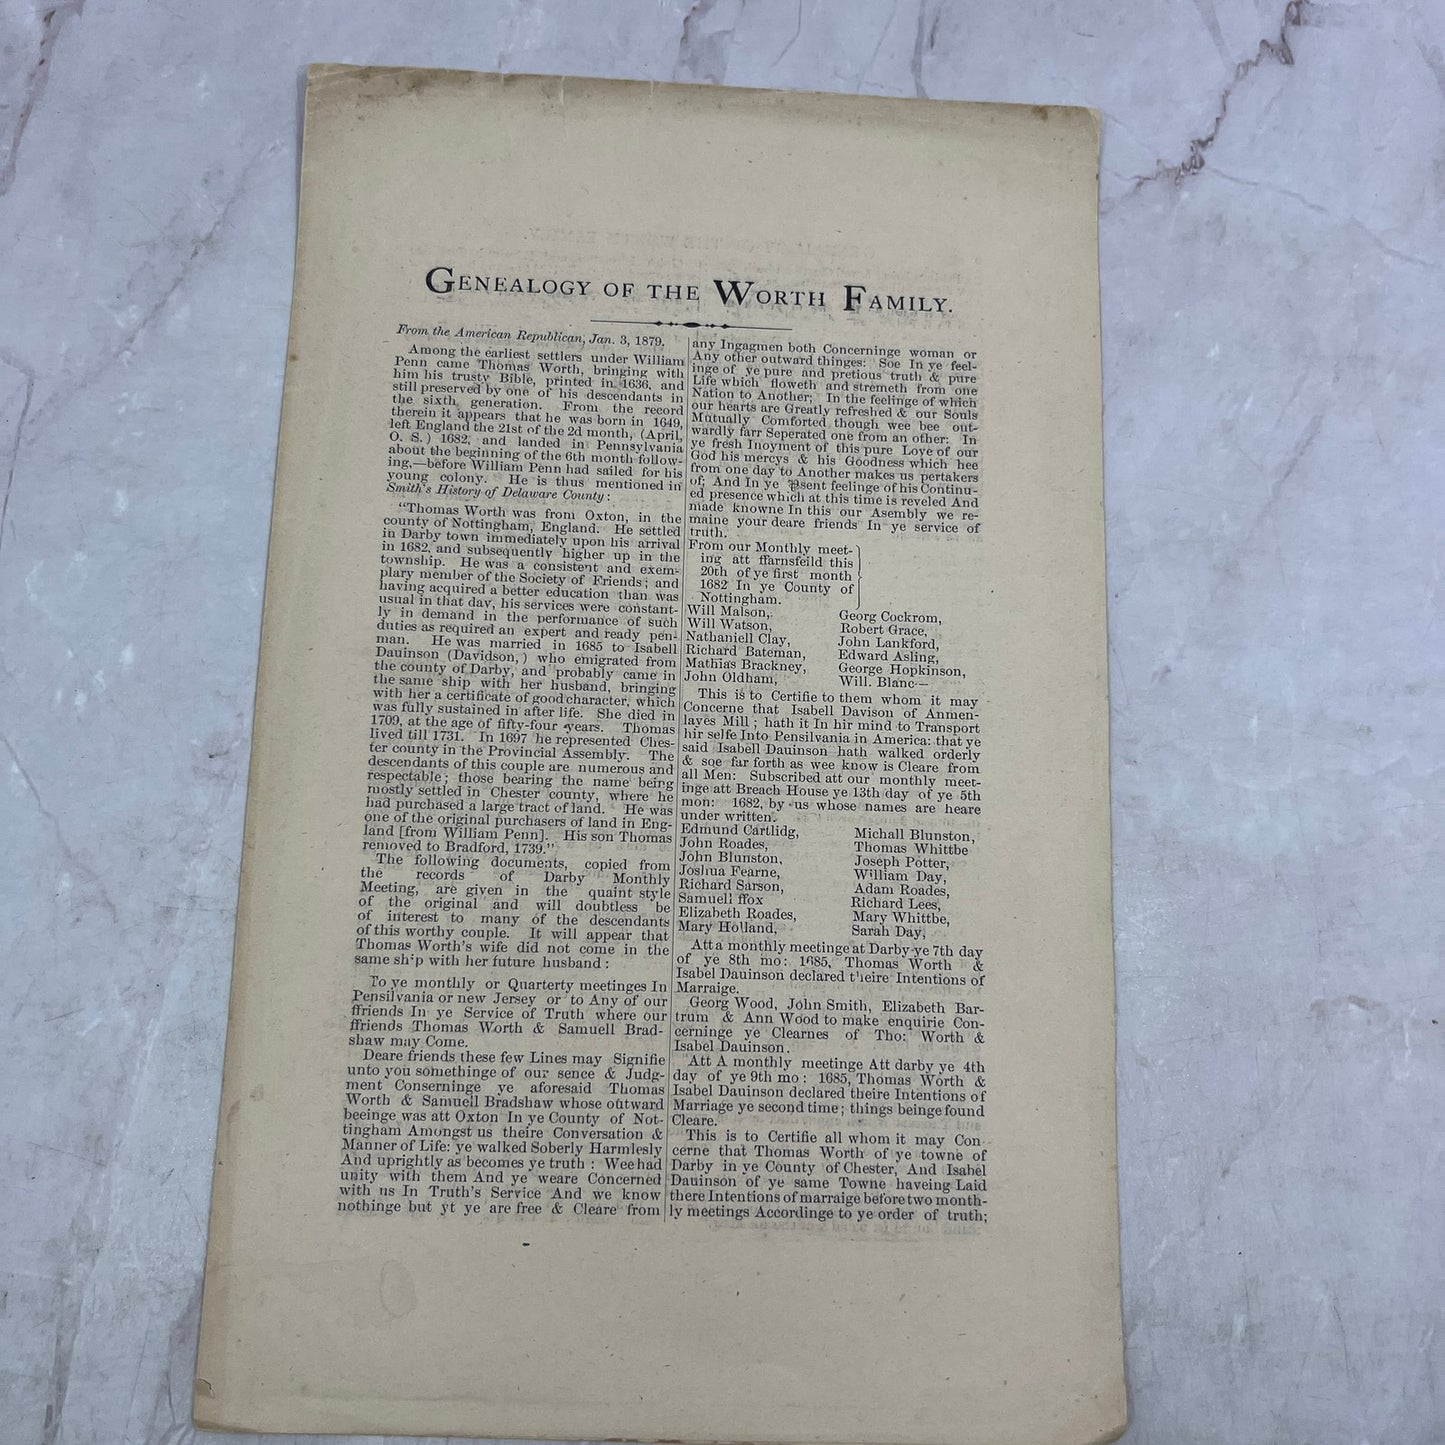 GENEALOGY OF THE WORTH FAMILY.
From the American Republican, Jan. 3, 1879.
Among the earliest settlers under William
Penn came Thomas Worth, bringing with
him his trusty Bible, printed in 1636, and
still preserved by one of his descendants in
the sixth generation. From the record
therein it appears that he was born in 1649,
left England the 21st of the 2d month, (April,
O. S.) 1682, and landed in Pennsylvania
about the beginning of the 6th month follow-
ing,—before William Penn had sailed for his
young colony. He is thus mentioned in
Smith's History of Delaware County:
"Thomas Worth was from Oxton, in the
county of Nottingham, England. He settled
in Darby town immediately upon his arrival
in 1682, and subsequently higher up in the
township. He was a consistent and exem-
plary member of the Society of Friends; and
having acquired a better education than was
usual in that day, his services were constant-
ly in demand in the performance of such
duties as required an expert and ready pen-
man. He was married in 1685 to Isabell
Dauinson (Davidson,) who emigrated from
the county of Darby, and probably came in
the same ship with her husband, bringing
with her a certificate of good character, which
was fully sustained in after life. She died in
1709, at the age of fifty-four years. Thomas
lived till 1731. In 1697 he represented Ches-
ter county in the Provincial Assembly. The
descendants of this couple are numerous and
respectable; those bearing the name being
mostly settled in Chester county, where he
had purchased a large tract of land. He was
one of the original purchasers of land in Eng-
land [from William Penn]. His son Thomas
removed to Bradford, 1739."
The following documents, copied from
the records of Darby Monthly
Meeting, are given in the quaint style
of the original and will doubtless be
of interest to many of the descendants
of this worthy couple. It will appear that
Thomas Worth's wife did not come in the
same ship with her future husband:
To ye monthly or Quarterly meetinges In
Pensilvania or new Jersey or to Any of our
ffriends In ye Service of Truth where our
ffriends Thomas Worth & Samuell Brad-
shaw may Come.
Deare friends these few Lines may Signifie
unto you somethinge of our sence & Judg-
ment Conserninge ye aforesaid Thomas
Worth & Samuell Bradshaw whose outward
beeinge was att Oxton In ye County of Not-
tingham Amongst us theire Conversation &
Manner of Life: ye walked Soberly Harmlesly
And uprightly as becomes ye truth: Wee had
unity with them And ye weare Concerned
with us In Truth's Service And we know
nothinge but yt ye are free & Cleare from
any Ingagmen both Concerninge woman or
Any other outward thinges: Soe In ye feel-
inge of ye pure and pretious truth & pure
Life which floweth and stremeth from one
Nation to Another; In the feelinge of which
our hearts are Greatly refreshed & our Souls
Mutually Comforted though wee bee out-
wardly farr Seperated one from an other: In
ye fresh Inoyment of this pure Love of our
God his mercys & his Goodness which hee
from one day to Another makes us pertakers
of; And In ye psent feelinge of his Continu-
ed presence which at this time is reveled And
made knowne In this our Asembly we re-
maine your deare friends In ye service of
truth.
From our Monthly meet-
ing att ffarnsfeild this
20th of ye first month
1682 In ye County of
Nottingham.
Will Malson, Georg Cockrom,
Will Watson, Robert Grace,
Nathaniell Clay, John Lankford,
Richard Bateman, Edward Asling,
Mathias Brackney, George Hopkinson,
John Oldham, Will. Blanc—
This is to Certifie to them whom it may
Concerne that Isabell Davison of Anmen-
layes Mill; hath it In hir mind to Transport
hir selfe Into Pensilvania in America: that ye
said Isabell Dauinson hath walked orderly
& soe far forth as wee know is Cleare from
all Men: Subscribed att our monthly meet-
inge att Breach House ye 13th day of ye 5th
mon: 1682, by us whose names are heare
under written.
Edmund Cartlidg, Michall Blunston,
John Roades, Thomas Whittbe
John Blunston, Joseph Potter,
Joshua Fearne, William Day,
Richard Sarson, Adam Roades,
Samuell ffox Richard Lees,
Elizabeth Roades, Mary Whittbe,
Mary Holland, Sarah Day,
Att a monthly meetinge at Darby ye 7th day
of ye 8th mo: 1685, Thomas Worth &
Isabel Dauinson declared theire Intentions of
Marraige.
Georg Wood, John Smith, Elizabeth Bar-
trum & Ann Wood to make enquirie Con-
cerninge ye Clearnes of Tho: Worth &
Isabel Dauinson.
Att A monthly meetinge Att darby ye 4th
day of ye 9th mo: 1685, Thomas Worth &
Isabel Dauinson declared theire Intentions of
Marriage ye second time; things beinge found
Cleare.
This is to Certifie all whom it may Con-
cerne that Thomas Worth of ye towne of
Darby in ye County of Chester, And Isabel
Dauinson of ye same Towne haveing Laid
there Intentions of marraige before two month-
ly meetings Accordinge to ye order of truth;